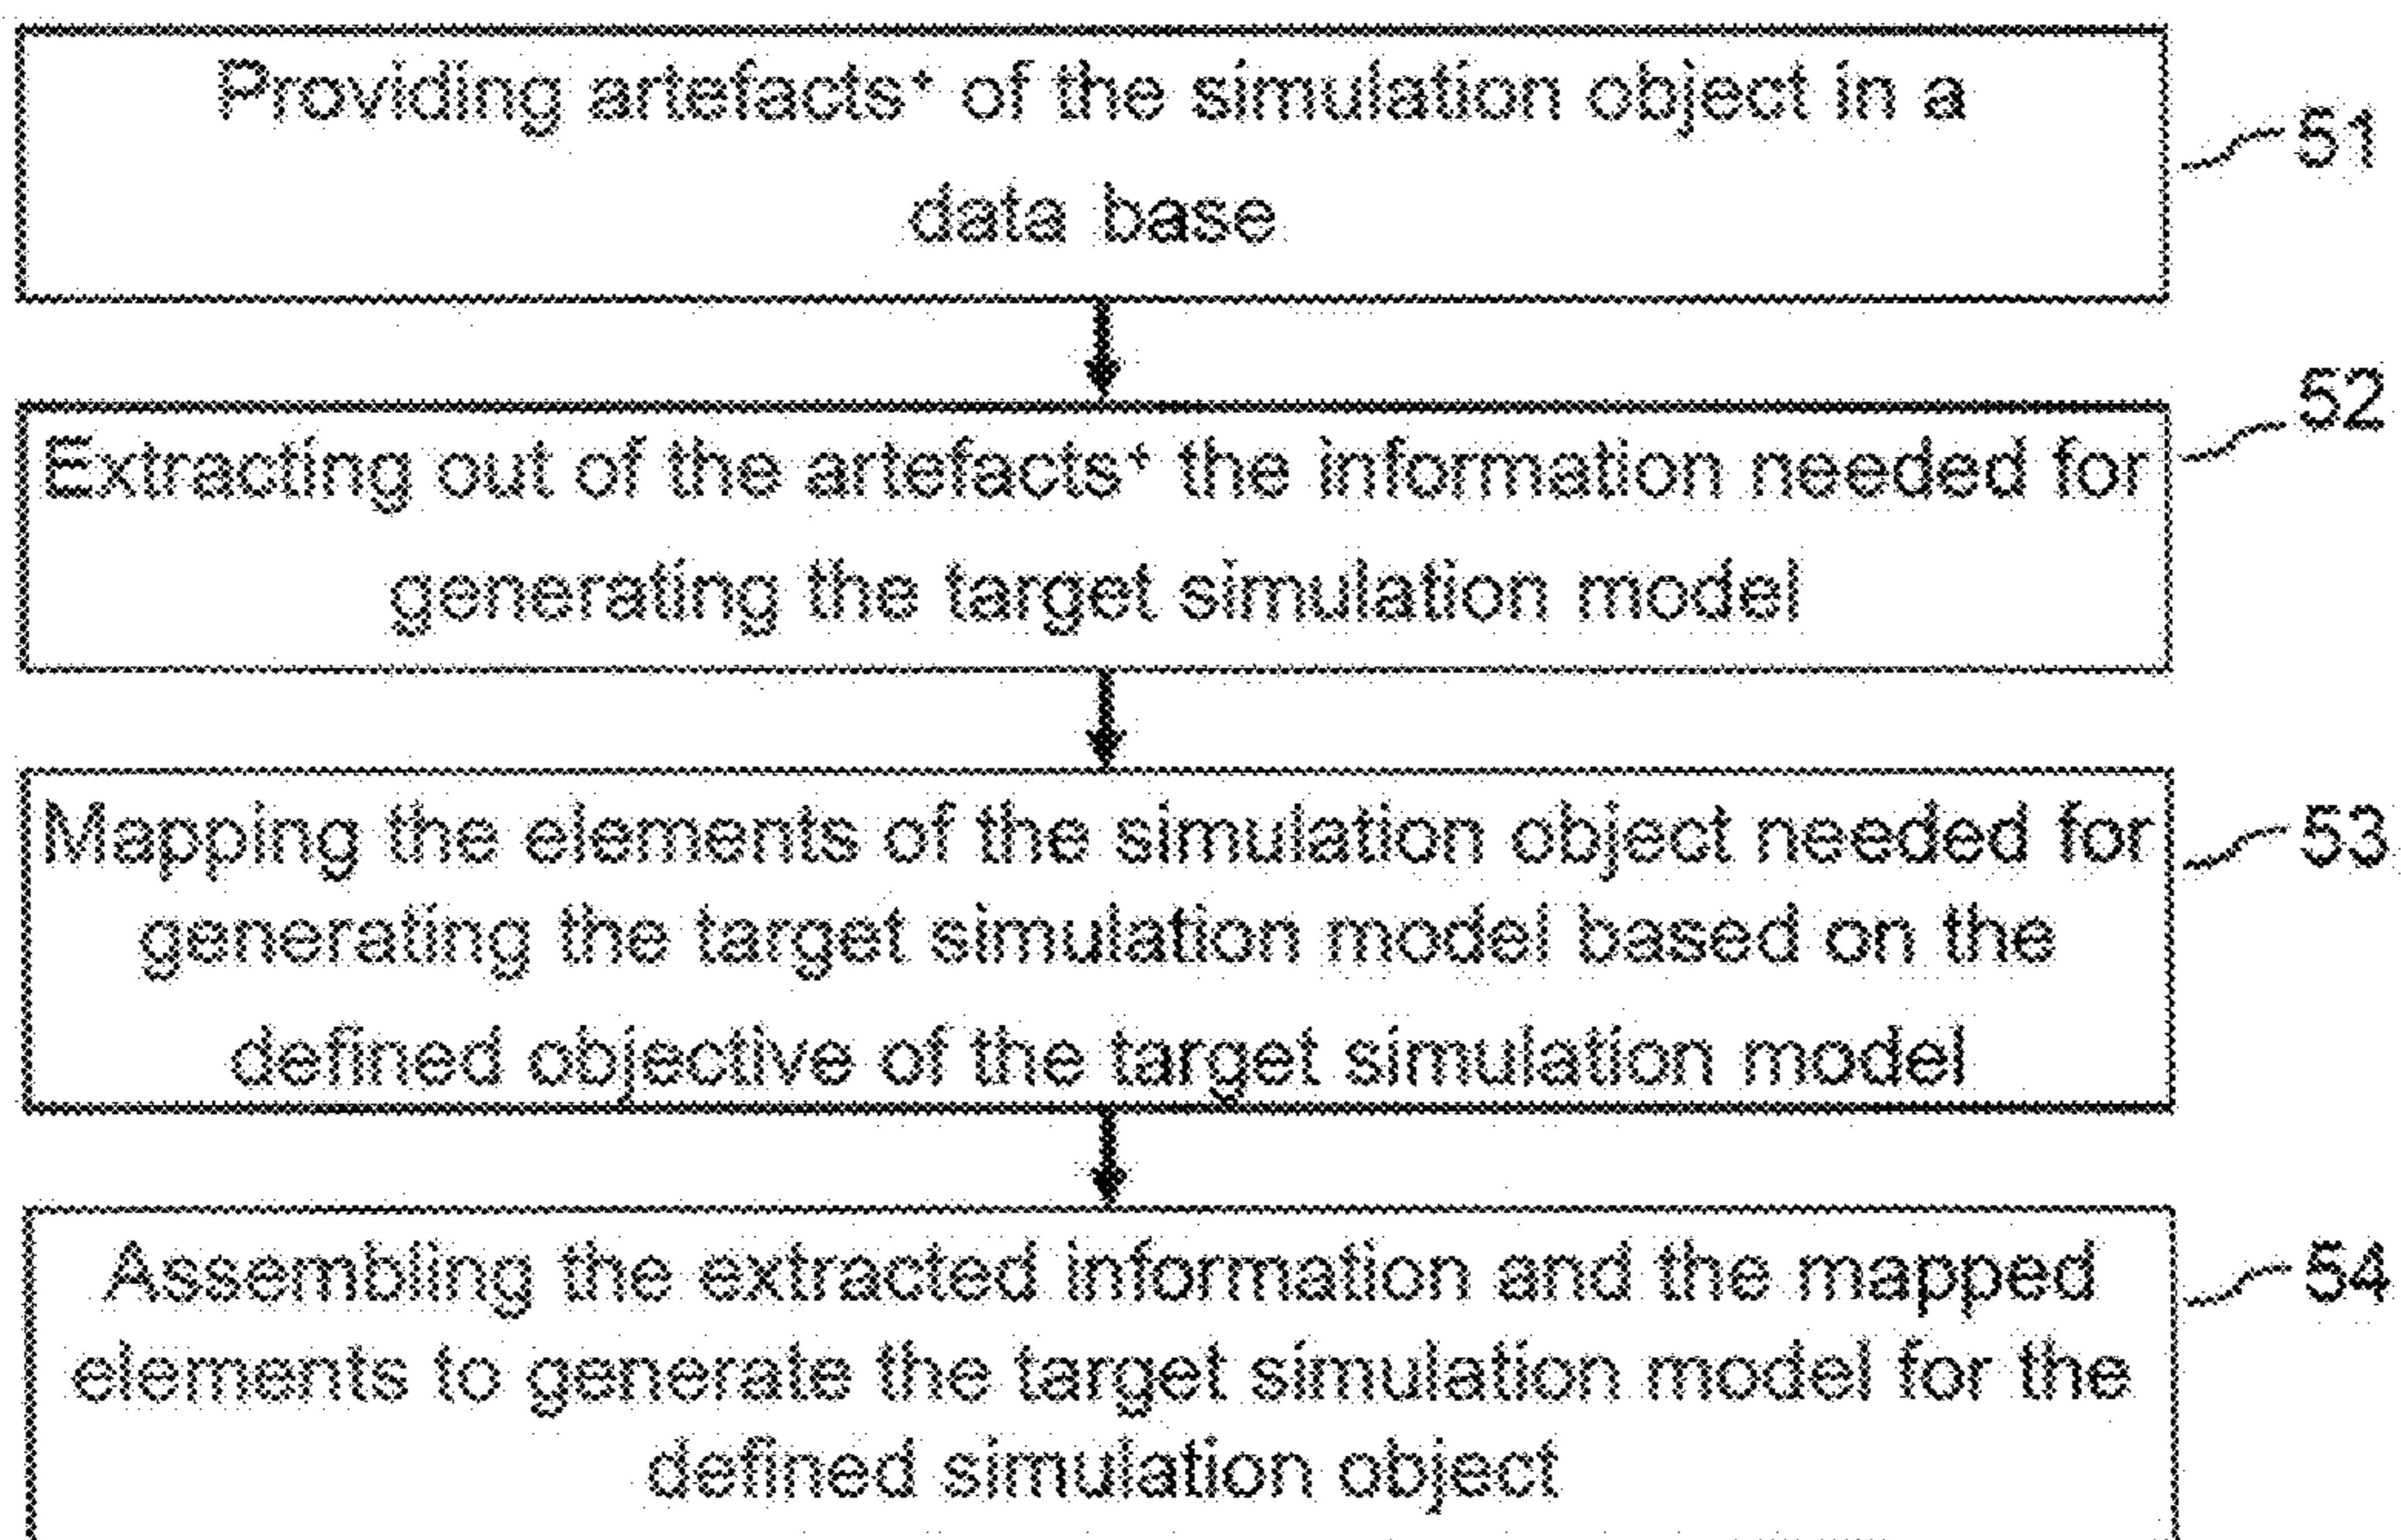 Providing artefacts+ of the simulation object in a
data base
51
Extracting out of the artefacts+ the information needed for
generating the target simulation model
52
Mapping the elements of the simulation object needed for
generating the target simulation model based on the
defined objective of the target simulation model
53
Assembling the extracted information and the mapped
elements to generate the target simulation model for the
defined simulation object
54